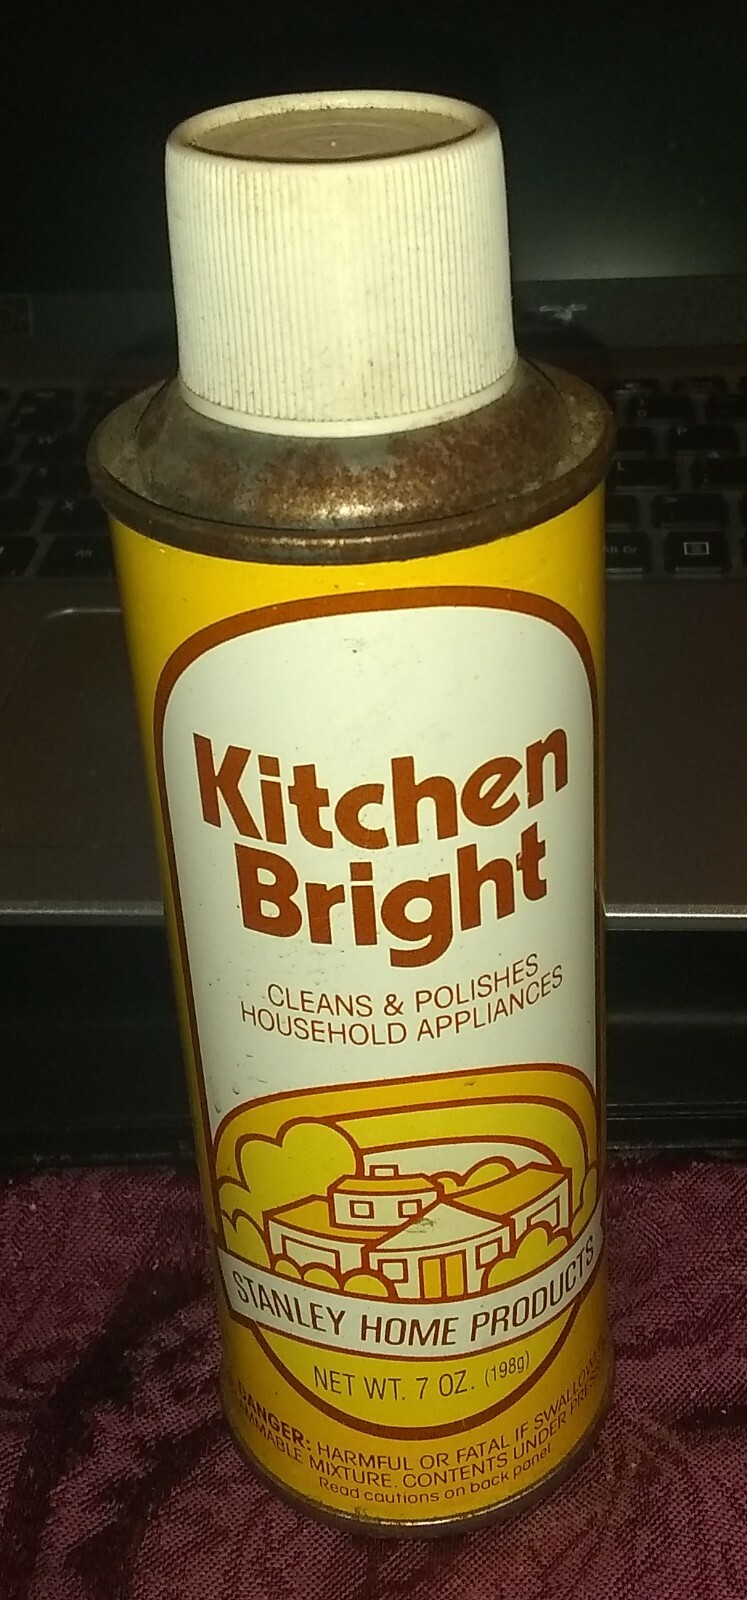 Kitchen
Bright
CLEANS & POLISHES
HOUSEHOLD APPLIANCES
STANLEY HOME PRODUCTS
NET WT. 7 OZ. (198g)
DANGER: HARMFUL OR FATAL IF SWALLOWED
MIXTURE. CONTENTS UNDER
Read cautions on back panel